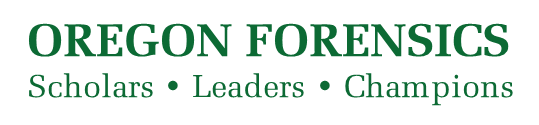 OREGON FORENSICS
Scholars • Leaders • Champions